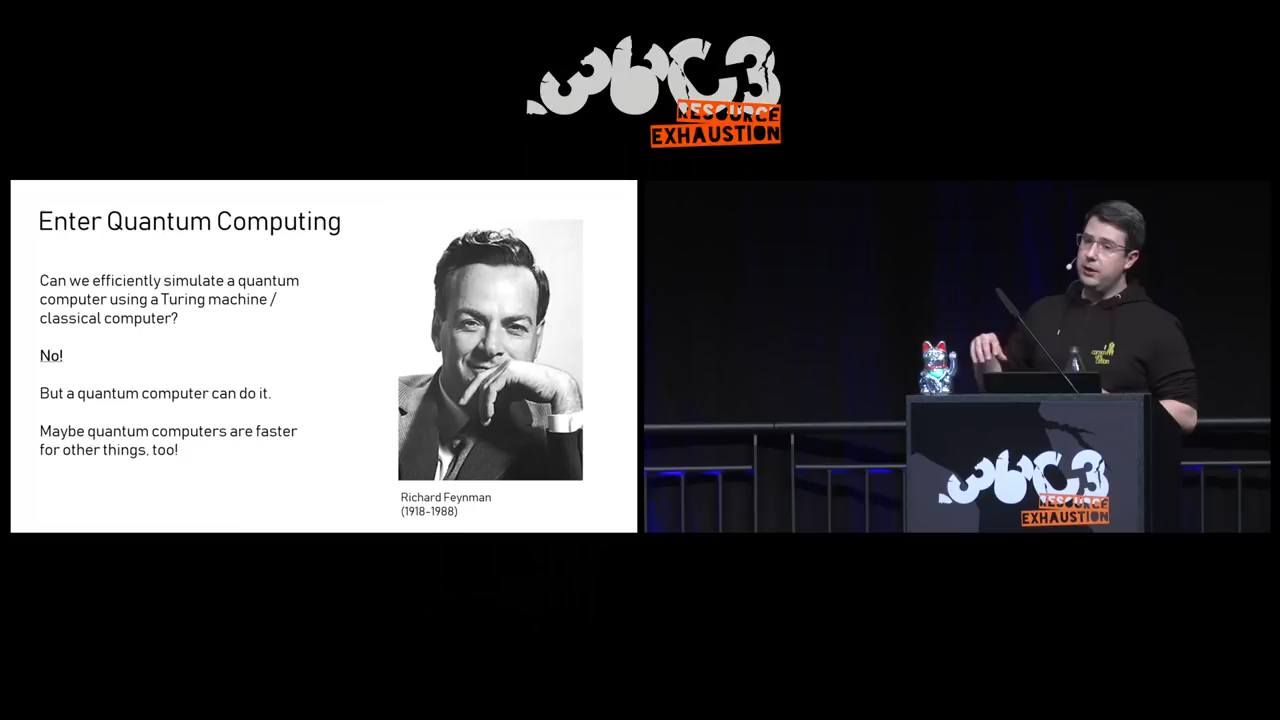 36C3
RESOURCE
EXHAUSTION
Enter Quantum Computing
Can we efficiently simulate a quantum
computer using a Turing machine /
classical computer?
No!
But a quantum computer can do it.
Maybe quantum computers are faster
for other things, too!
Richard Feynman
(1918-1988)
36C3
RESOURCE
EXHAUSTION